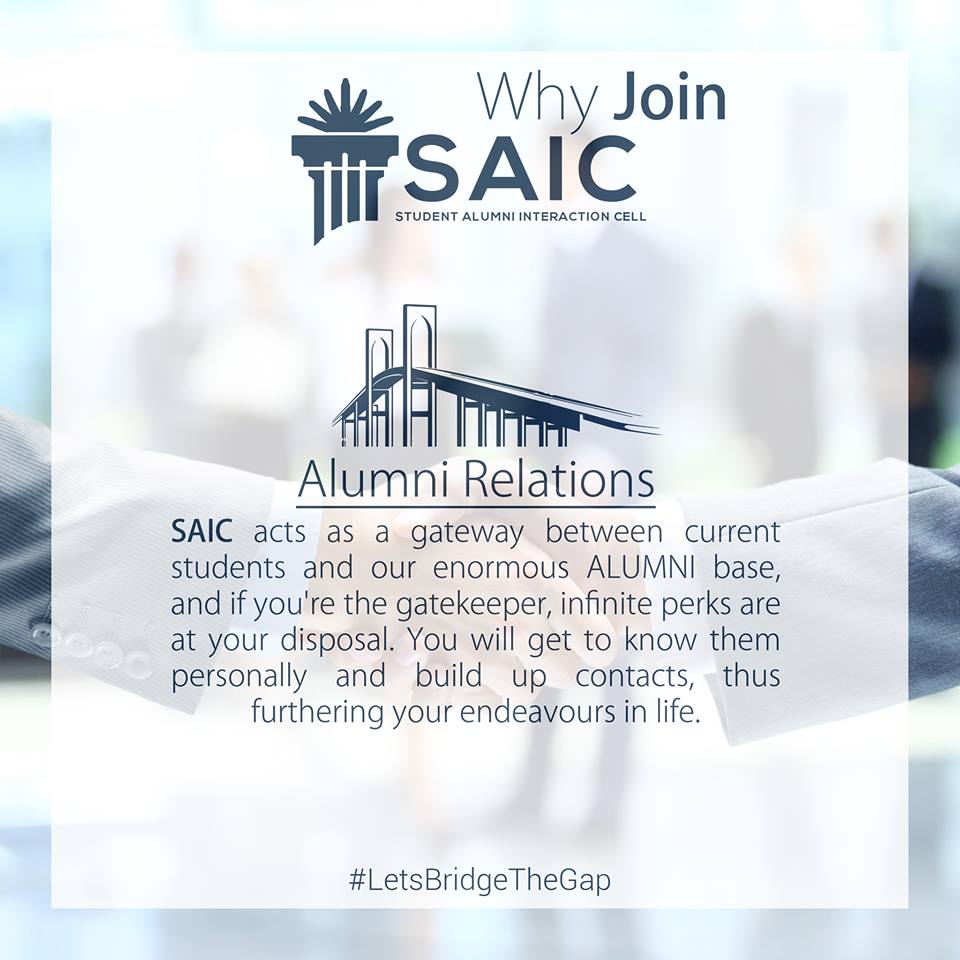 Why Join
SAIC
STUDENT ALUMNI INTERACTION CELL
Alumni Relations
SAIC acts as a gateway between current
students and our enormous ALUMNI base,
and if you're the gatekeeper, infinite perks are
at your disposal. You will get to know them
personally and build up contacts, thus
furthering your endeavours in life.
#LetsBridgeTheGap